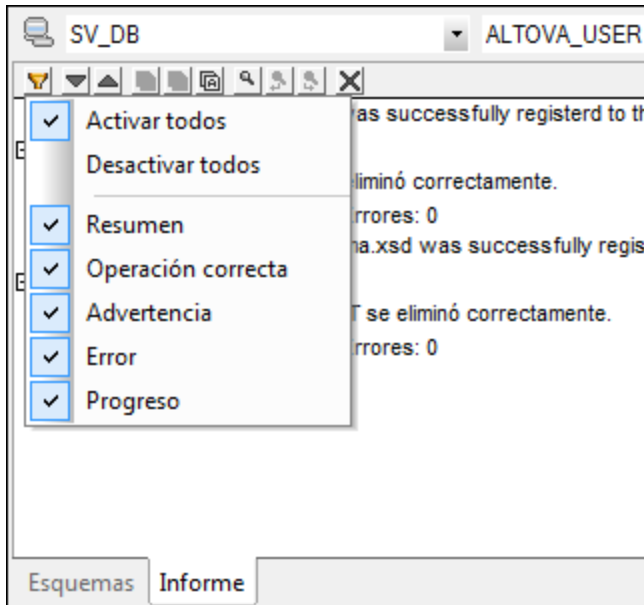 SV_DB ALTOVA_USER
Activar todos as successfully registerd to th
Desactivar todos
liminó correctamente.
Resumen rrores: 0
na.xsd was successfully regis
Operación correcta
Advertencia T se eliminó correctamente.
Error rrores: 0
Progreso
Esquemas Informe